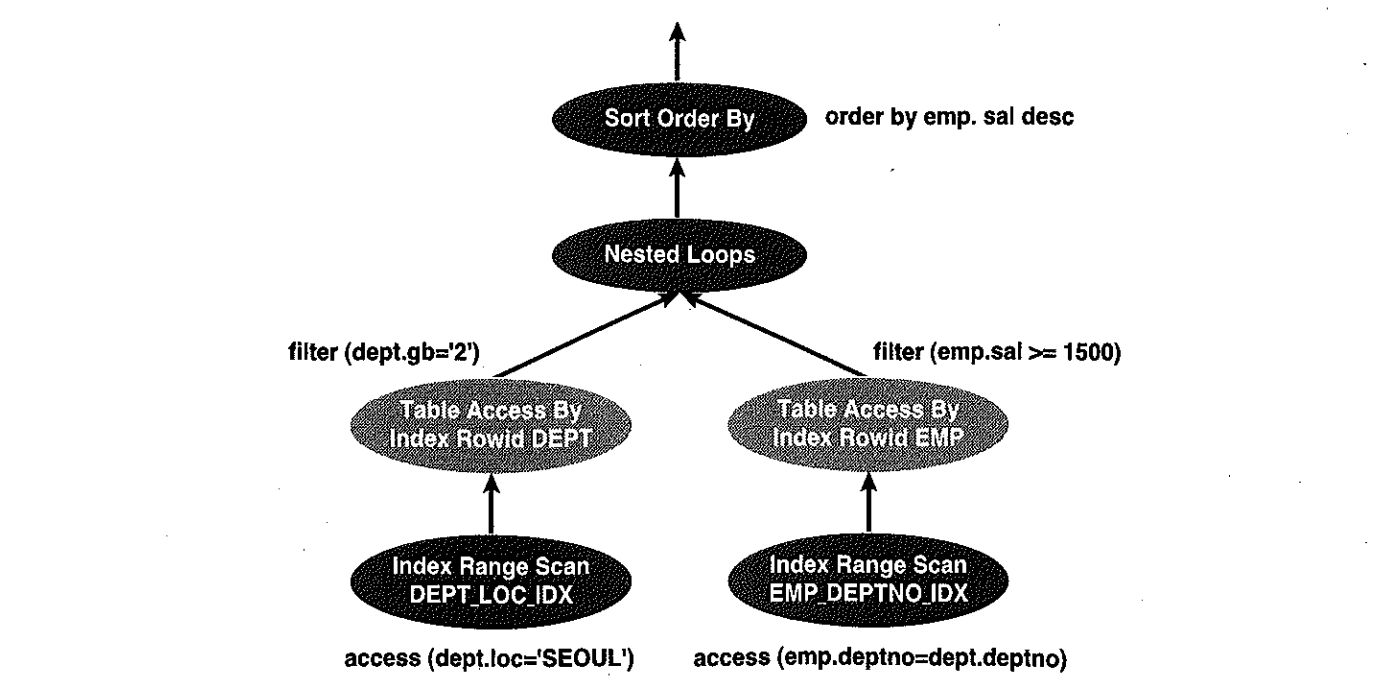 Sort Order By
order by emp. sal desc
Nested Loops
filter (dept.gb='2')
filter (emp.sal >= 1500)
Table Access By
Index Rowid DEPT
Table Access By
Index Rowid EMP
Index Range Scan
DEPT_LOC_IDX
Index Range Scan
EMP_DEPTNO_IDX
access (dept.loc='SEOUL')
access (emp.deptno=dept.deptno)